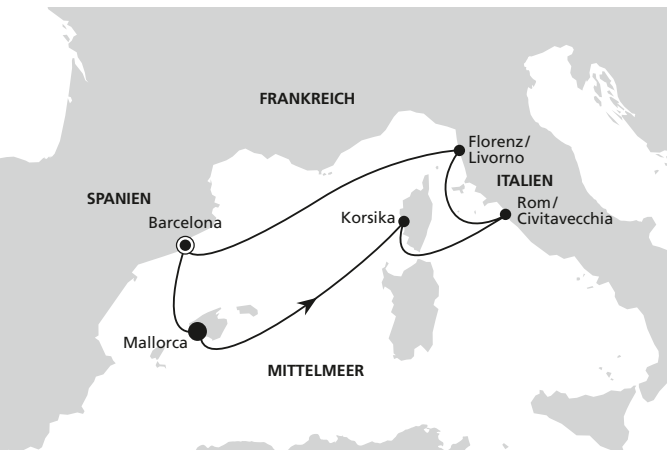 FRANKREICH
Florenz/
Livorno
ITALIEN
SPANIEN
Rom/
Civitavecchia
Korsika
Barcelona
Mallorca
MITTELMEER